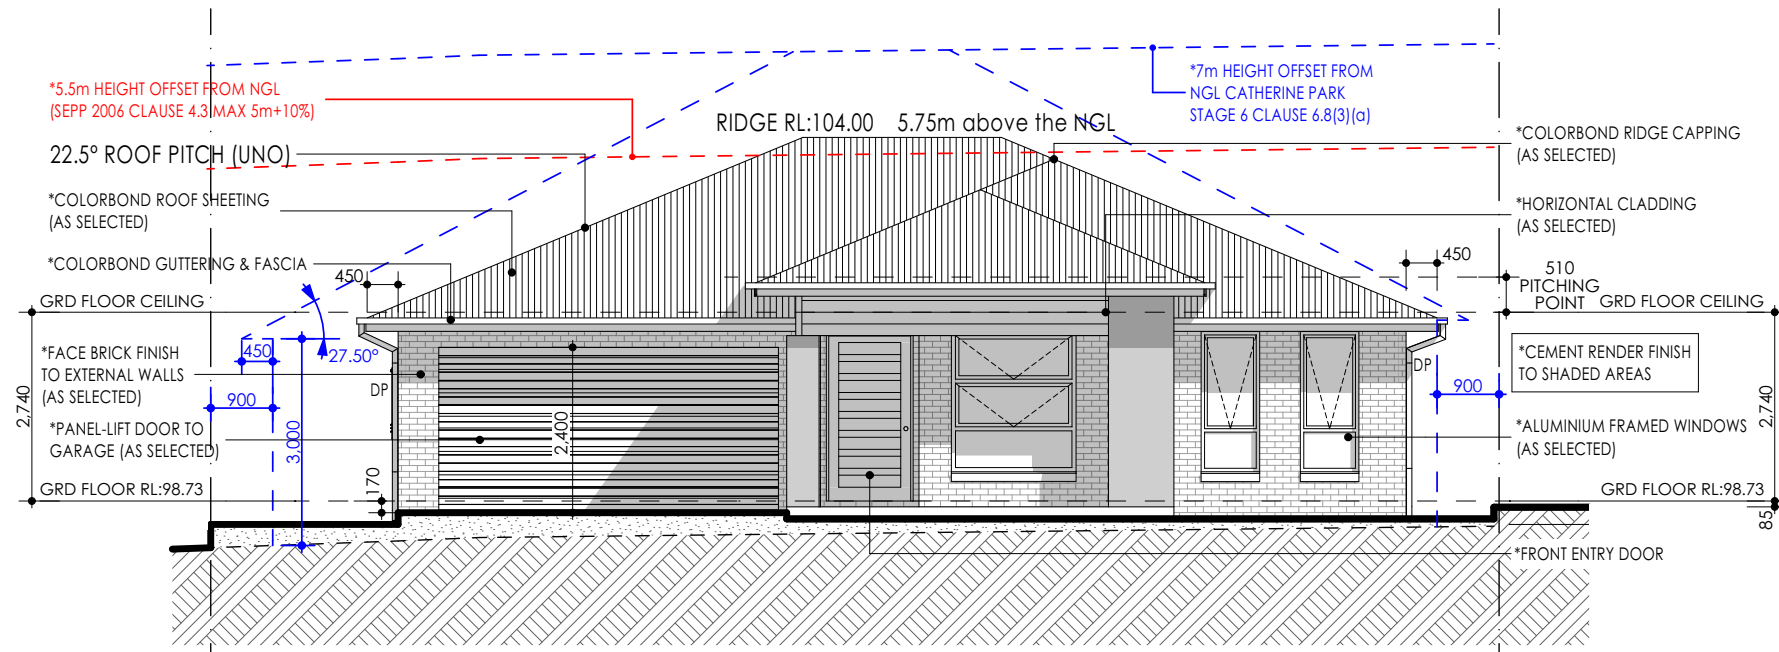 *5.5m HEIGHT OFFSET FROM NGL
(SEPP 2006 CLAUSE 4.3 MAX 5m+10%)
22.5° ROOF PITCH (UNO)
*COLORBOND ROOF SHEETING
(AS SELECTED)
*COLORBOND GUTTERING & FASCIA
450
GRD FLOOR CEILING
27.50°
450
*FACE BRICK FINISH
TO EXTERNAL WALLS
(AS SELECTED)
DP
900
2,740
*PANEL-LIFT DOOR TO
GARAGE (AS SELECTED)
3,000
2,400
170
GRD FLOOR RL:98.73
RIDGE RL:104.00 5.75m above the NGL
*7m HEIGHT OFFSET FROM
NGL CATHERINE PARK
STAGE 6 CLAUSE 6.8(3)(a)
*COLORBOND RIDGE CAPPING
(AS SELECTED)
*HORIZONTAL CLADDING
(AS SELECTED)
450
510
PITCHING
POINT
GRD FLOOR CEILING
*CEMENT RENDER FINISH
TO SHADED AREAS
DP
900
2,740
*ALUMINIUM FRAMED WINDOWS
(AS SELECTED)
GRD FLOOR RL:98.73
85
*FRONT ENTRY DOOR